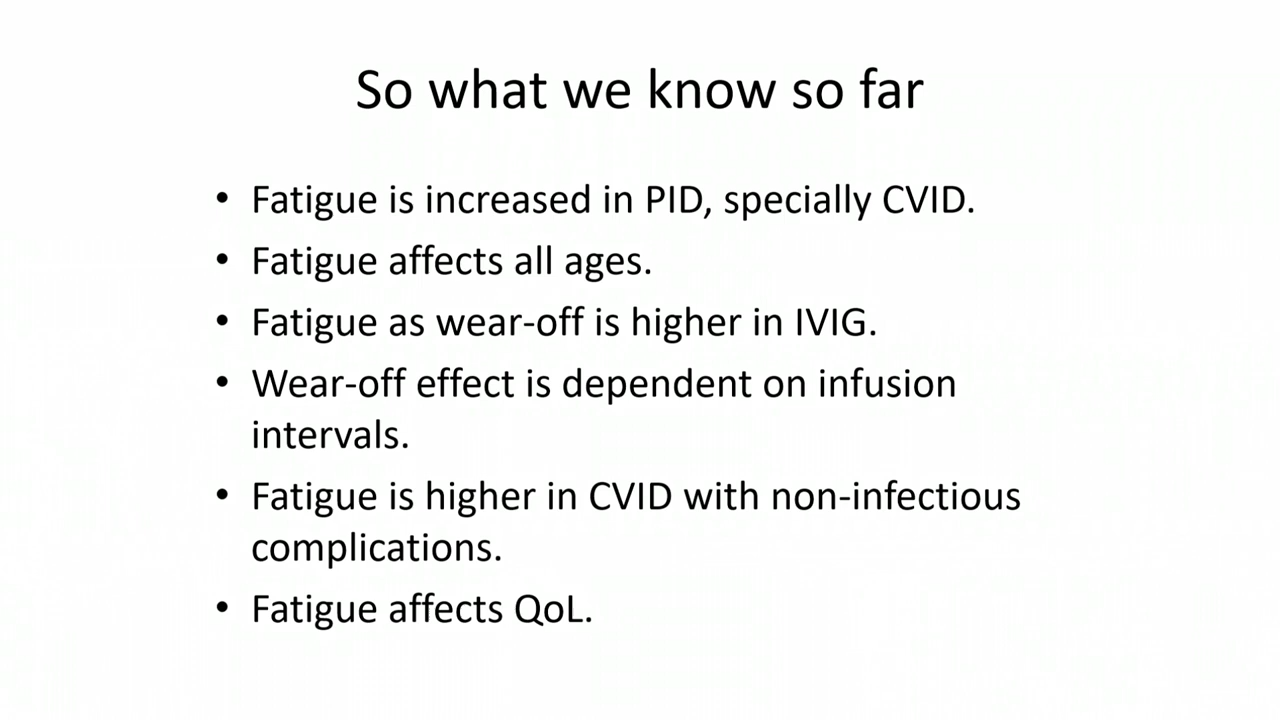 So what we know so far
• Fatigue is increased in PID, specially CVID.
• Fatigue affects all ages.
• Fatigue as wear-off is higher in IVIG.
• Wear-off effect is dependent on infusion
intervals.
• Fatigue is higher in CVID with non-infectious
complications.
• Fatigue affects QoL.